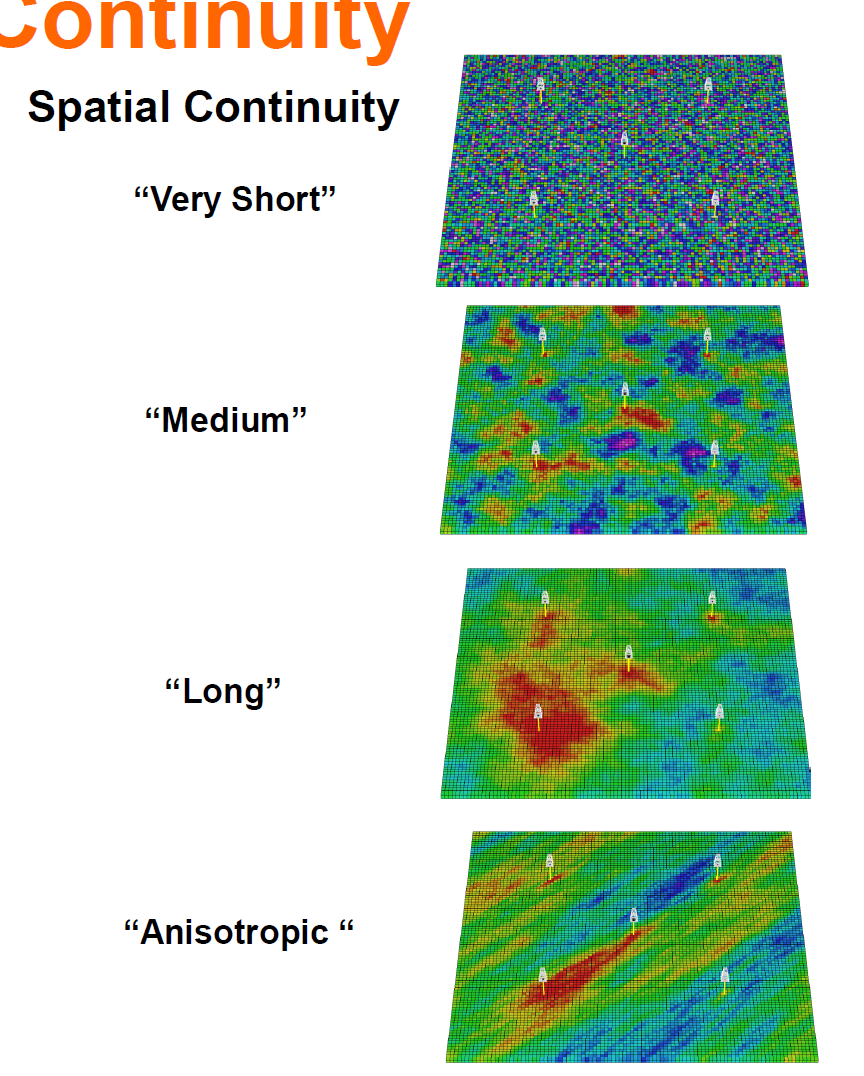 Continuity
Spatial Continuity
“Very Short”
“Medium”
“Long”
“Anisotropic “